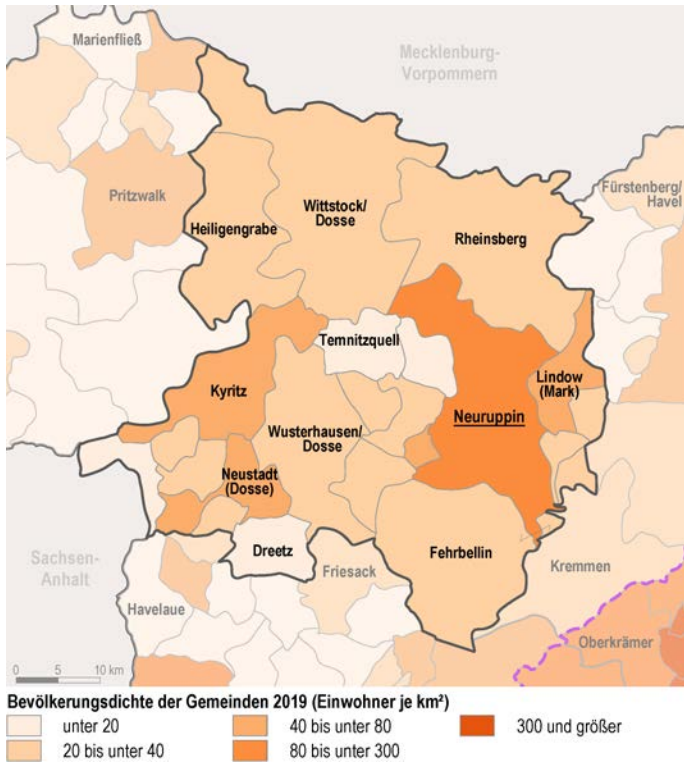 Marienfließ
Mecklenburg-
Vorpommern
Pritzwalk
Fürstenberg/
Havel
Wittstock/
Dosse
Heiligengrabe
Rheinsberg
Temnitzquell
Kyritz
Lindow
(Mark)
Neuruppin
Wusterhausen/
Dosse
Neustadt
(Dosse)
Sachsen-
Anhalt
Dreetz
Fehrbellin
Friesack
Kremmen
Havelaue
Oberkrämer
0 5 10 km
Bevölkerungsdichte der Gemeinden 2019 (Einwohner je km²)
unter 20
40 bis unter 80
300 und größer
20 bis unter 40
80 bis unter 300